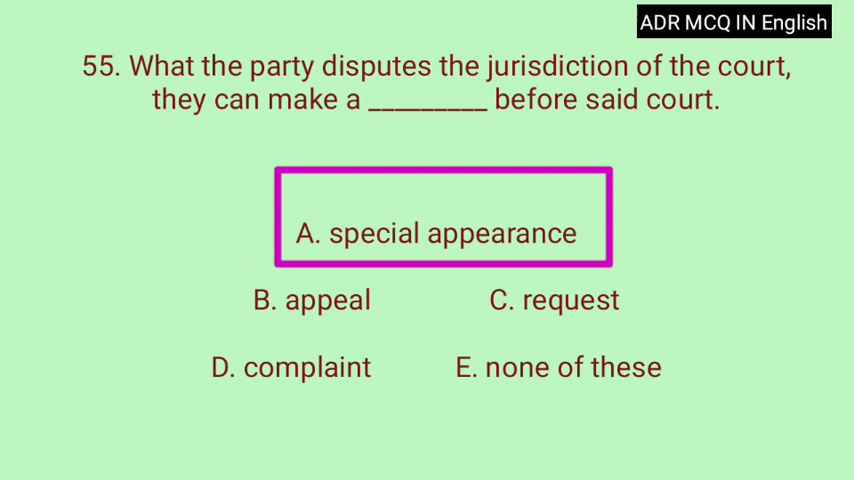 ADR MCQ IN English
55. What the party disputes the jurisdiction of the court,
they can make a _________ before said court.
A. special appearance
B. appeal C. request
D. complaint E. none of these